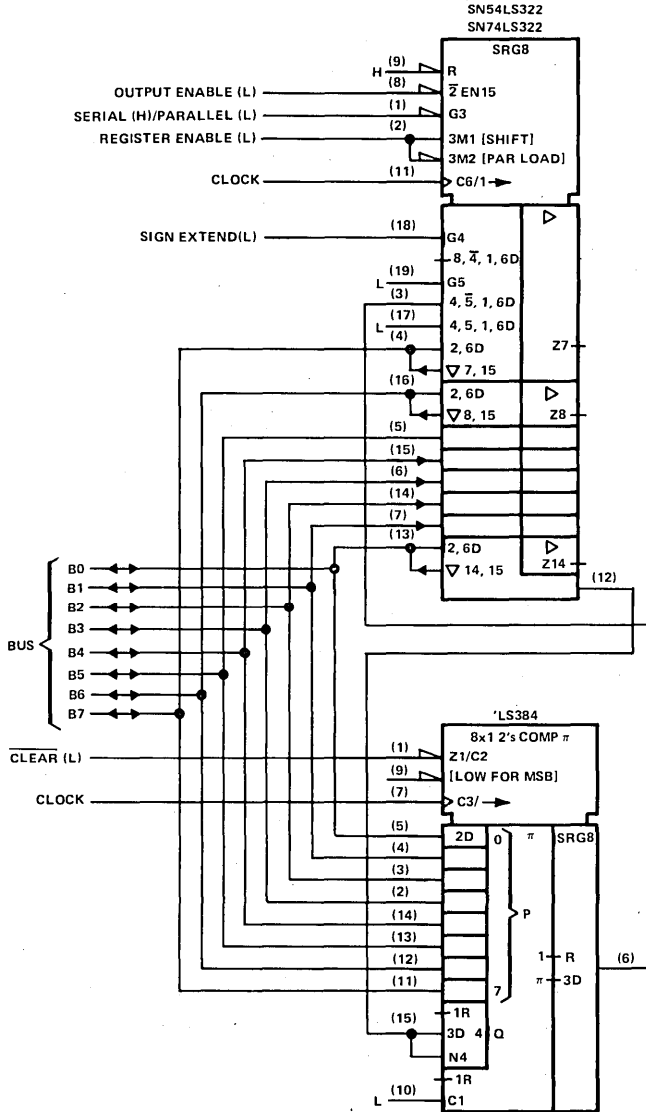 SN54LS322
SN74LS322
SRG8
H (9) R
OUTPUT ENABLE (L) (8) 2̅ EN15
SERIAL (H)/PARALLEL (L) (1) G3
REGISTER ENABLE (L) (2) 3M1 [SHIFT]
3M2 [PAR LOAD]
CLOCK (11) C6/1
SIGN EXTEND(L) (18) G4
8, 4̅, 1, 6D
L (19) G5
(3) 4, 5̅, 1, 6D
L (17) 4, 5, 1, 6D
(4) 2, 6D Z7
▽ 7, 15
(16) 2, 6D
▽ 8, 15 Z8
(5)
(15)
(6)
(14)
(7)
(13) 2, 6D
▽ 14, 15 Z14
(12)
BUS
B0
B1
B2
B3
B4
B5
B6
B7
'LS384
8x1 2's COMP π
C̅L̅E̅A̅R̅ (L) (1) Z1/C2
(9) [LOW FOR MSB]
CLOCK (7) C3/
(5) 2D 0 π SRG8
(4)
(3)
(2) P
(14)
(13)
(12) 1 R (6)
(11) 7 π 3D
1R
(15) 3D 4 Q
N4
1R
L (10) C1